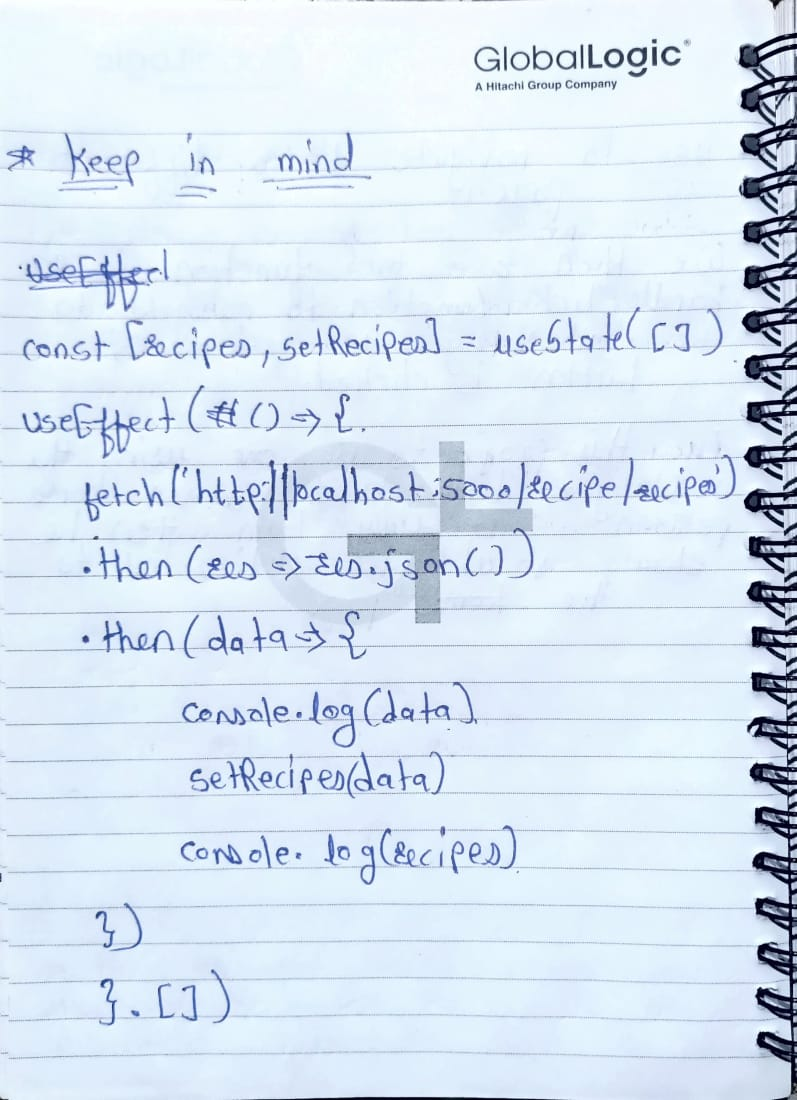 GlobalLogic®
A Hitachi Group Company
* Keep in mind
useEffect
const [recipes, setRecipes] = useState([])
useEffect(() => {.
fetch('http://localhost:5000/recipe/recipes')
.then(res => res.json())
.then(data => {
console.log(data).
setRecipes(data)
console.log(recipes)
})
}.[])